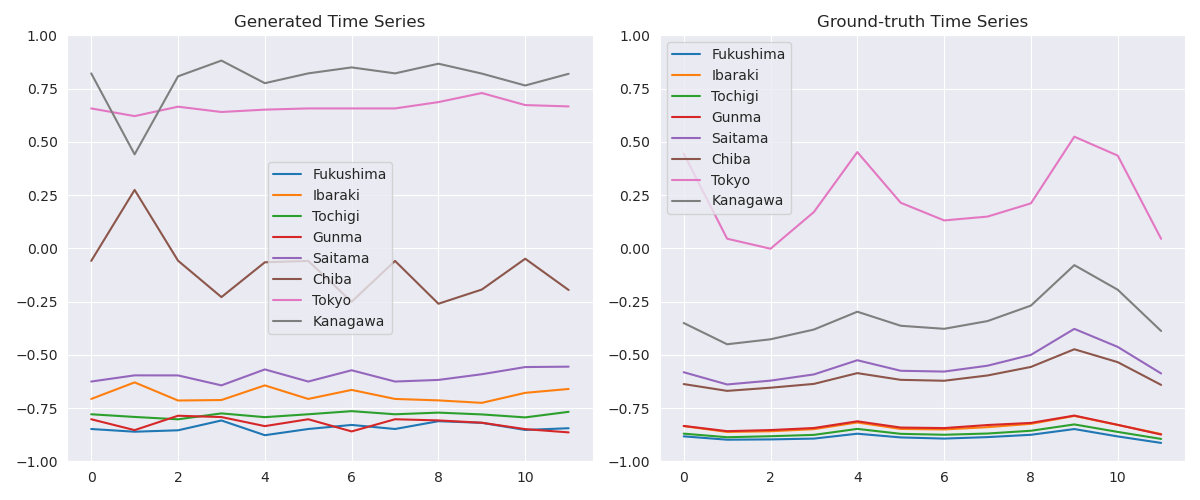 Generated Time Series
1.00
0.75
0.50
0.25
0.00
−0.25
−0.50
−0.75
−1.00
0 2 4 6 8 10
Fukushima
Ibaraki
Tochigi
Gunma
Saitama
Chiba
Tokyo
Kanagawa
Ground-truth Time Series
1.00
0.75
0.50
0.25
0.00
−0.25
−0.50
−0.75
−1.00
0 2 4 6 8 10
Fukushima
Ibaraki
Tochigi
Gunma
Saitama
Chiba
Tokyo
Kanagawa